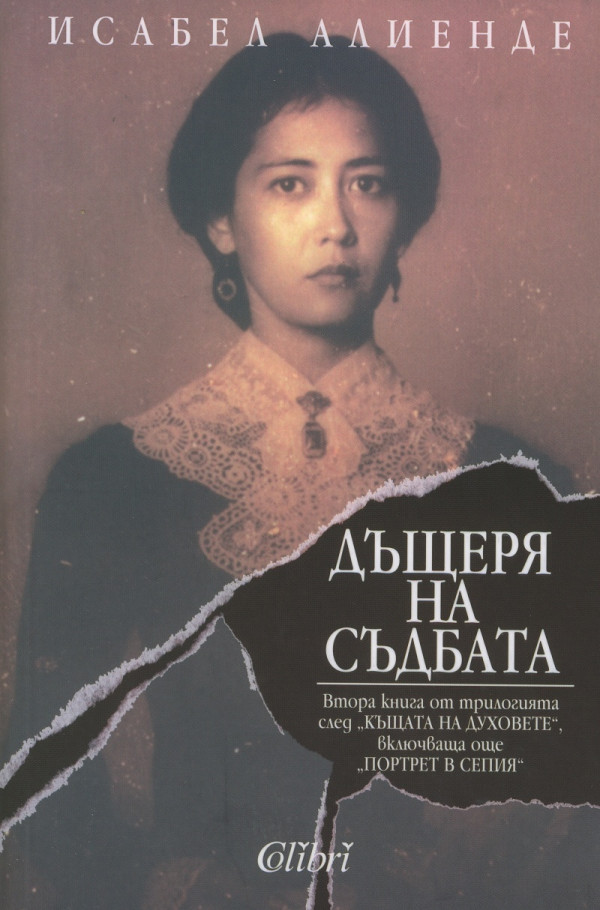 ИСАБЕЛ АЛИЕНДЕ
ДЪЩЕРЯ
НА
СЪДБАТА
Втора книга от трилогията
след „КЪЩАТА НА ДУХОВЕТЕ“,
включваща още
„ПОРТРЕТ В СЕПИЯ“
Colibri